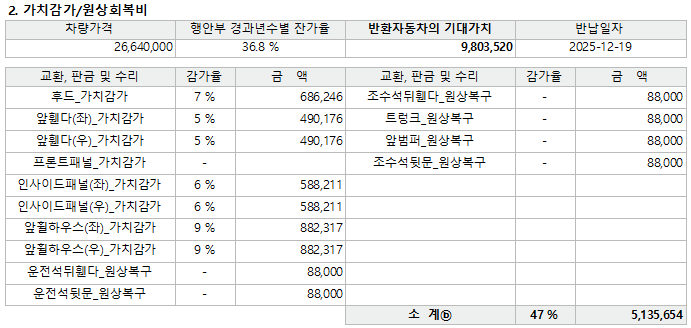 2. 가치감가/원상회복비
차량가격 행안부 경과년수별 잔가율 반환자동차의 기대가치 반납일자
26,640,000 36.8 % 9,803,520 2025-12-19
교환, 판금 및 수리 감가율 금 액 교환, 판금 및 수리 감가율 금 액
후드_가치감가 7 % 686,246 조수석뒤휀다_원상복구 - 88,000
앞휀다(좌)_가치감가 5 % 490,176 트렁크_원상복구 - 88,000
앞휀다(우)_가치감가 5 % 490,176 앞범퍼_원상복구 - 88,000
프론트패널_가치감가 - 조수석뒷문_원상복구 - 88,000
인사이드패널(좌)_가치감가 6 % 588,211
인사이드패널(우)_가치감가 6 % 588,211
앞휠하우스(좌)_가치감가 9 % 882,317
앞휠하우스(우)_가치감가 9 % 882,317
운전석뒤휀다_원상복구 - 88,000
운전석뒷문_원상복구 - 88,000
소 계ⓑ 47 % 5,135,654